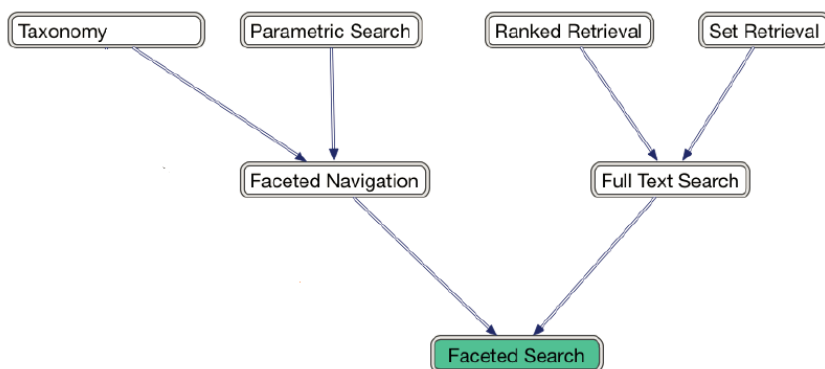 Taxonomy
Parametric Search
Ranked Retrieval
Set Retrieval
Faceted Navigation
Full Text Search
Faceted Search